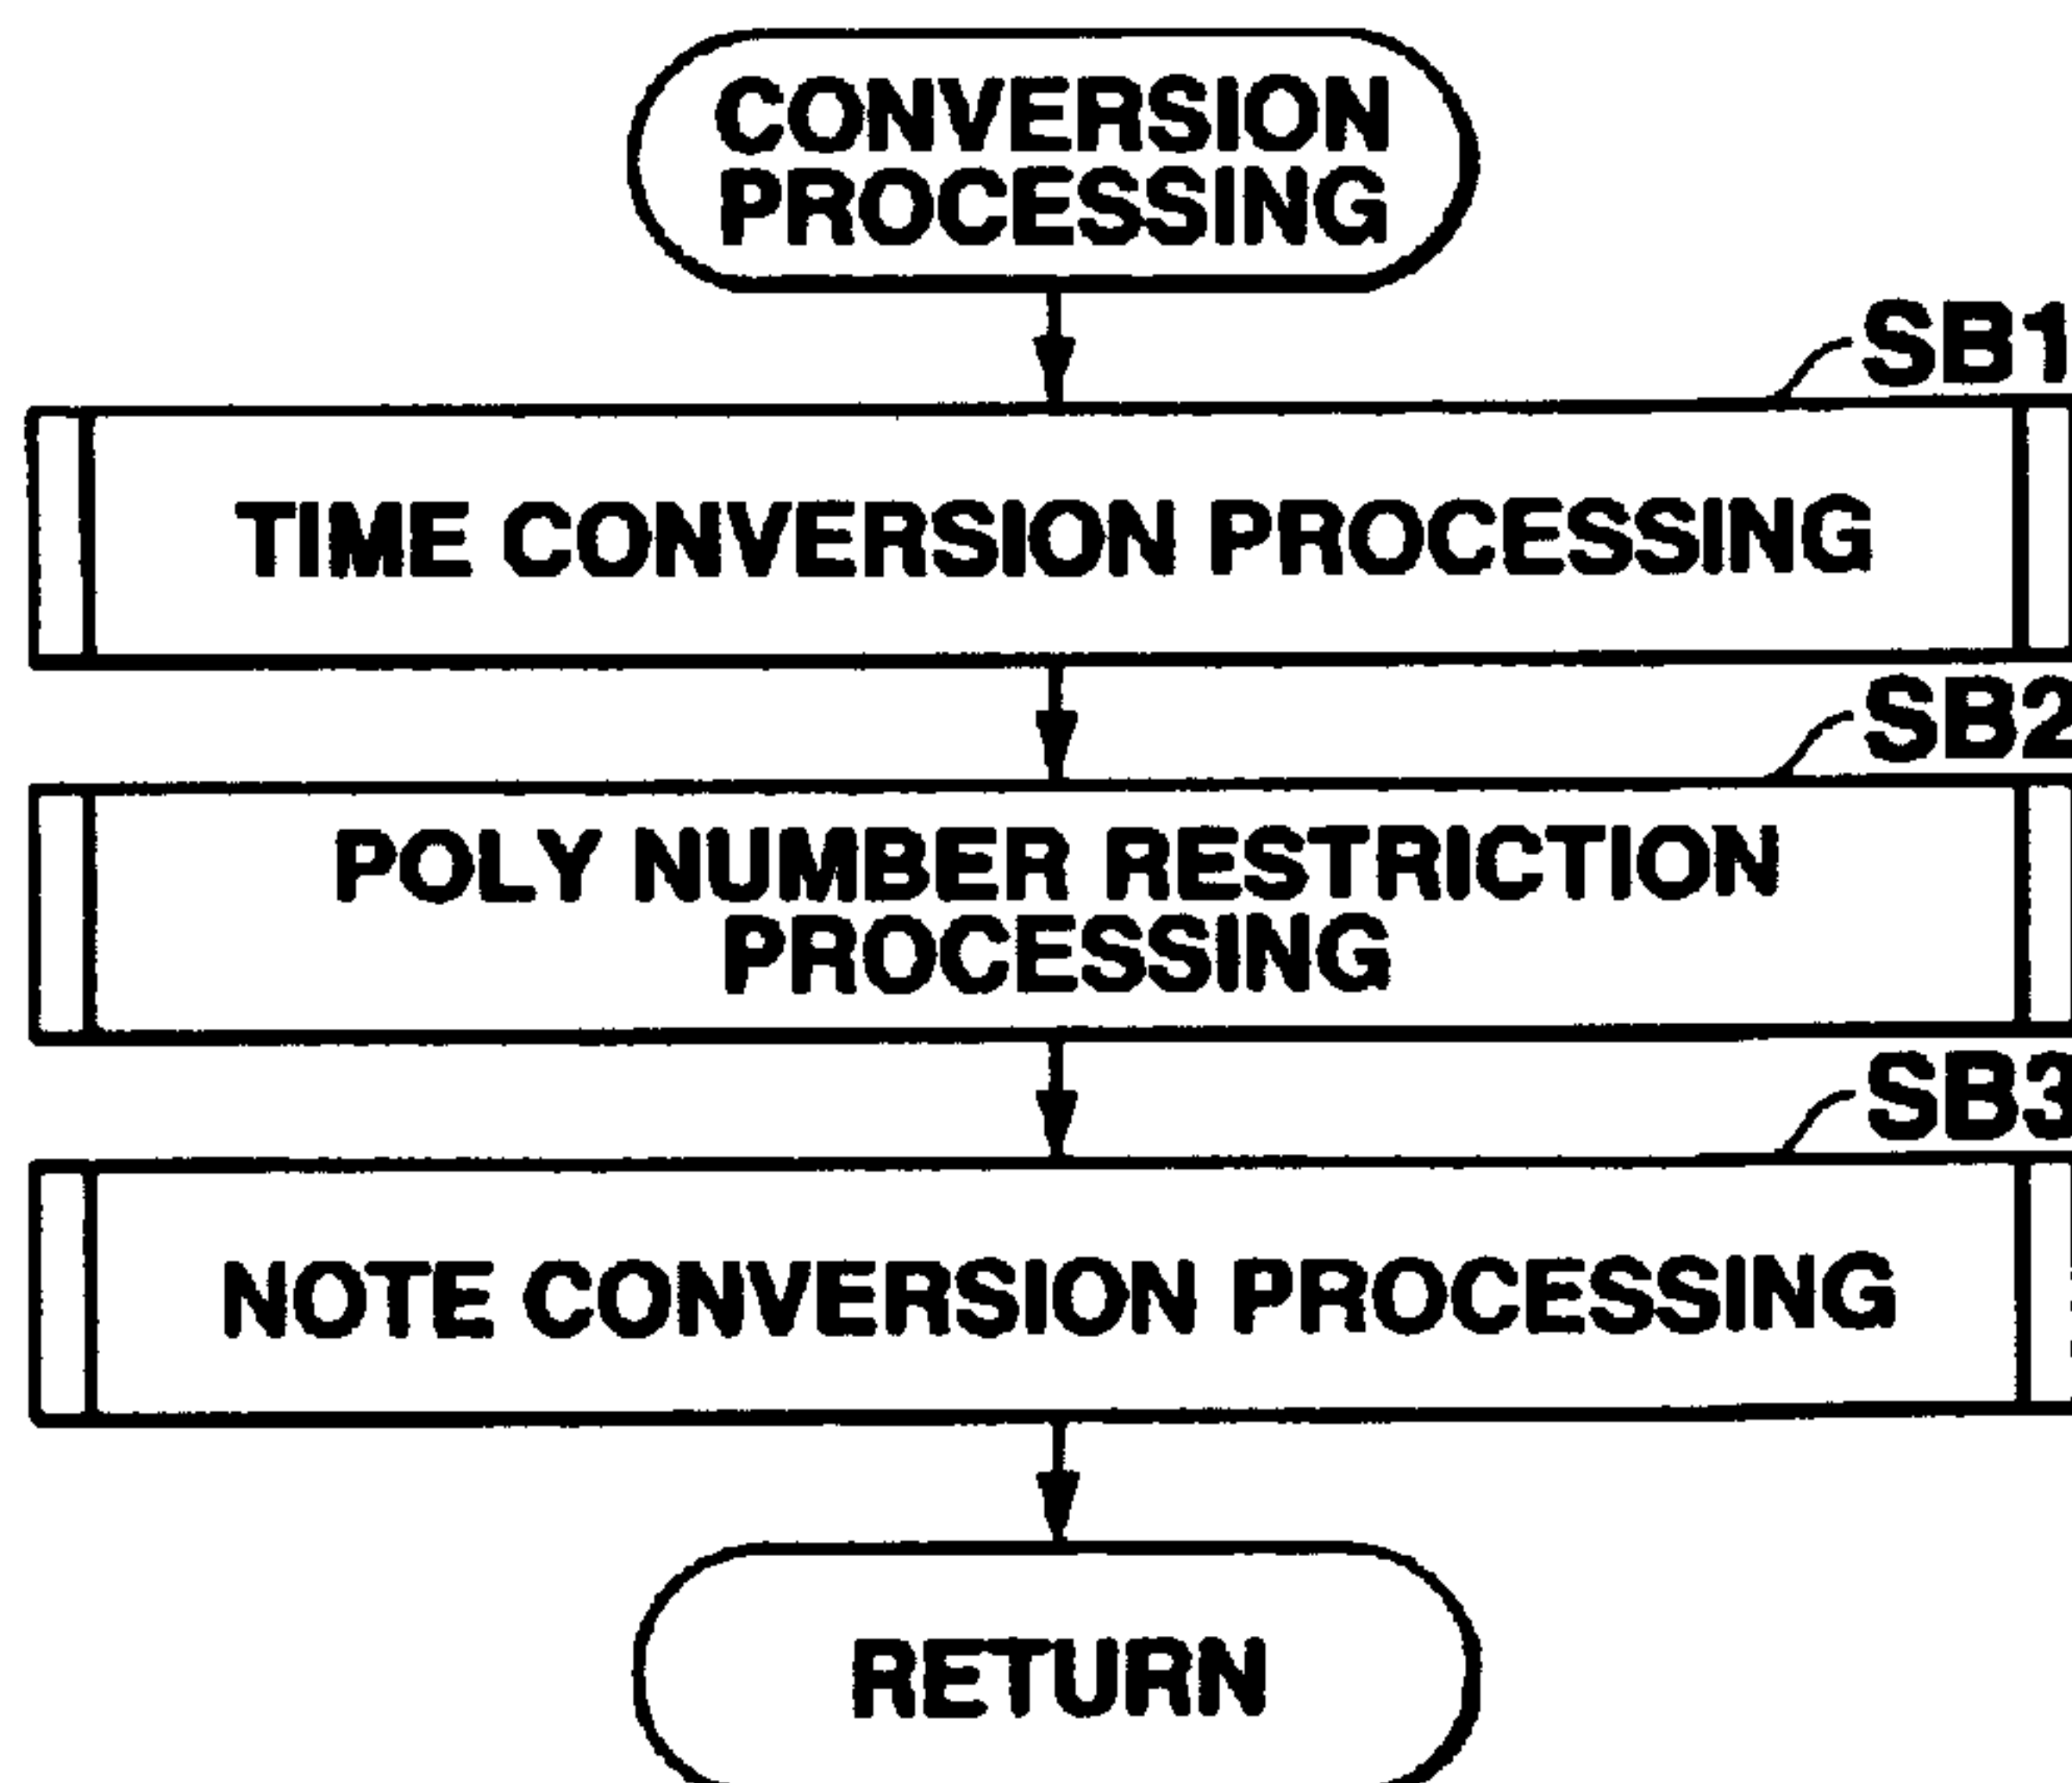 CONVERSION
PROCESSING
SB1
TIME CONVERSION PROCESSING
SB2
POLY NUMBER RESTRICTION
PROCESSING
SB3
NOTE CONVERSION PROCESSING
RETURN